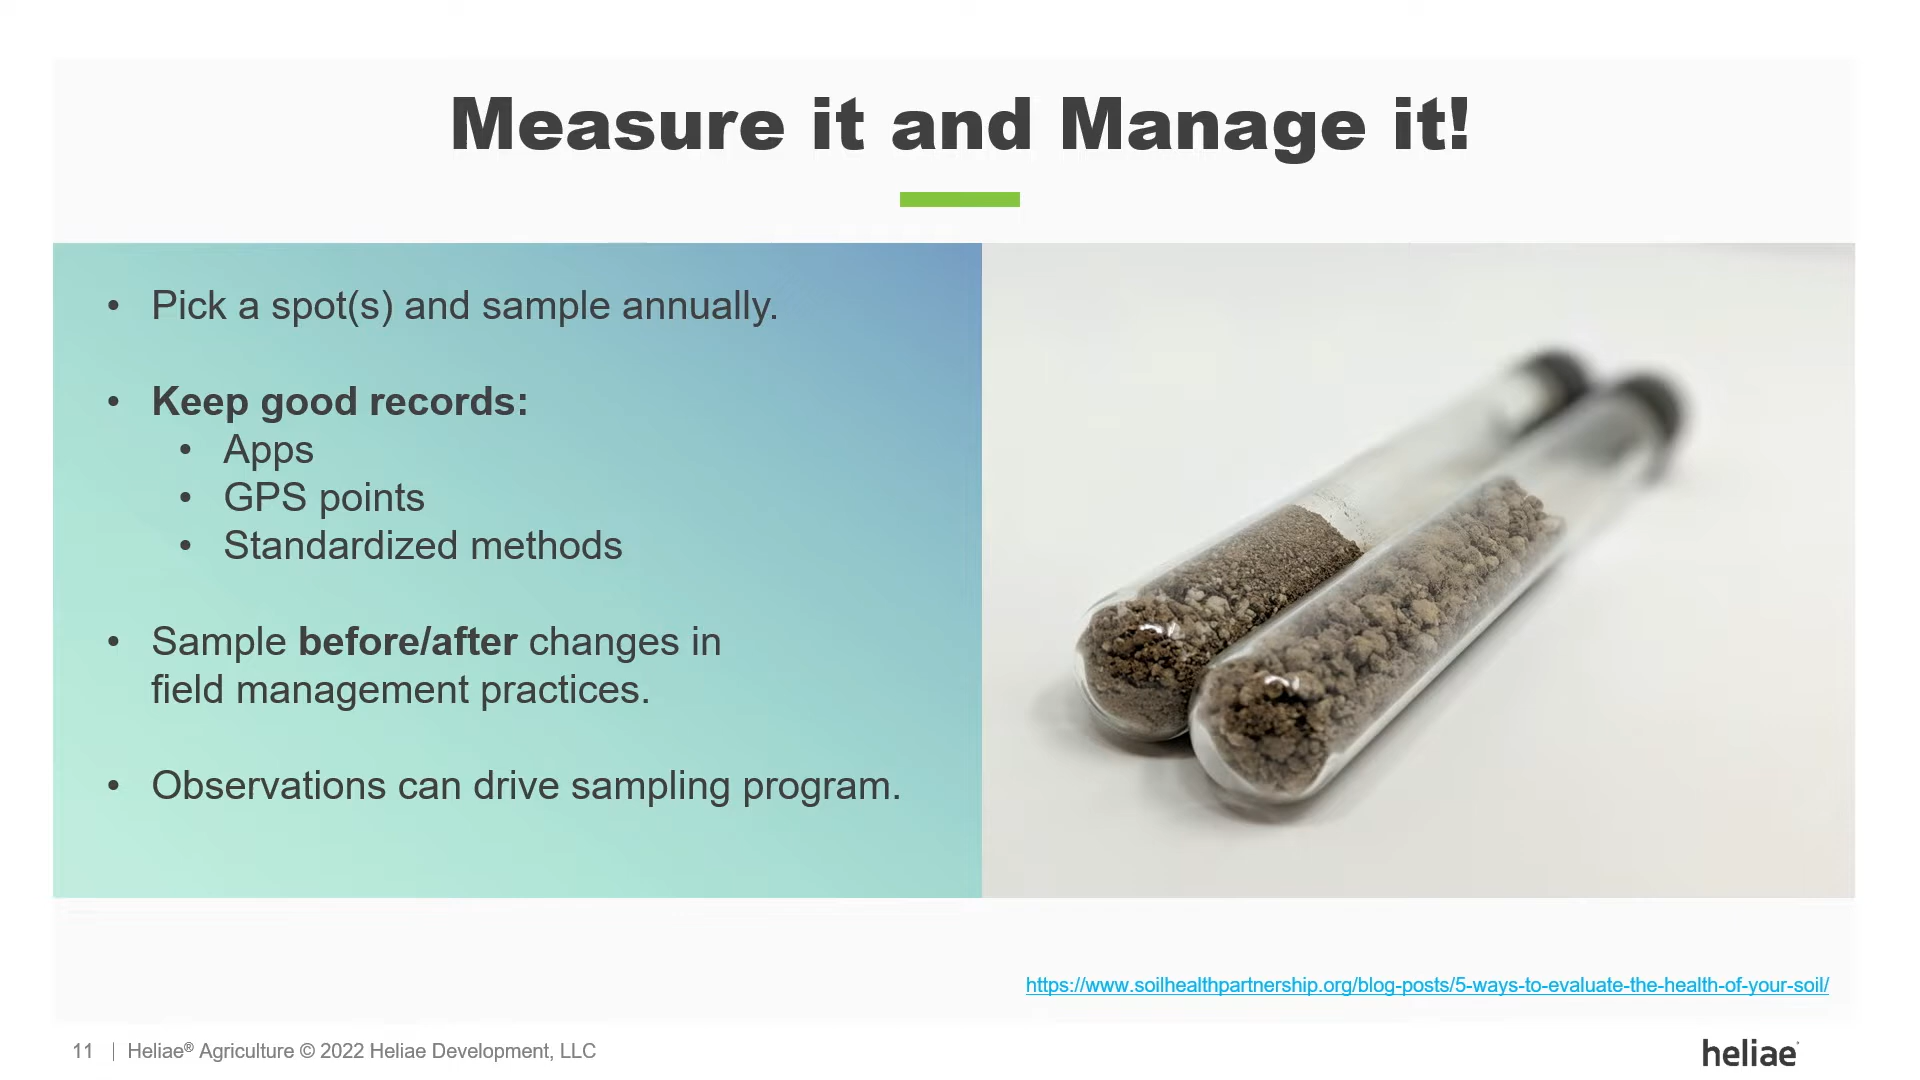 Measure it and Manage it!
• Pick a spot(s) and sample annually.
• Keep good records:
• Apps
• GPS points
• Standardized methods
• Sample before/after changes in
field management practices.
• Observations can drive sampling program.
https://www.soilhealthpartnership.org/blog-posts/5-ways-to-evaluate-the-health-of-your-soil/
11 | Heliae® Agriculture © 2022 Heliae Development, LLC
heliae